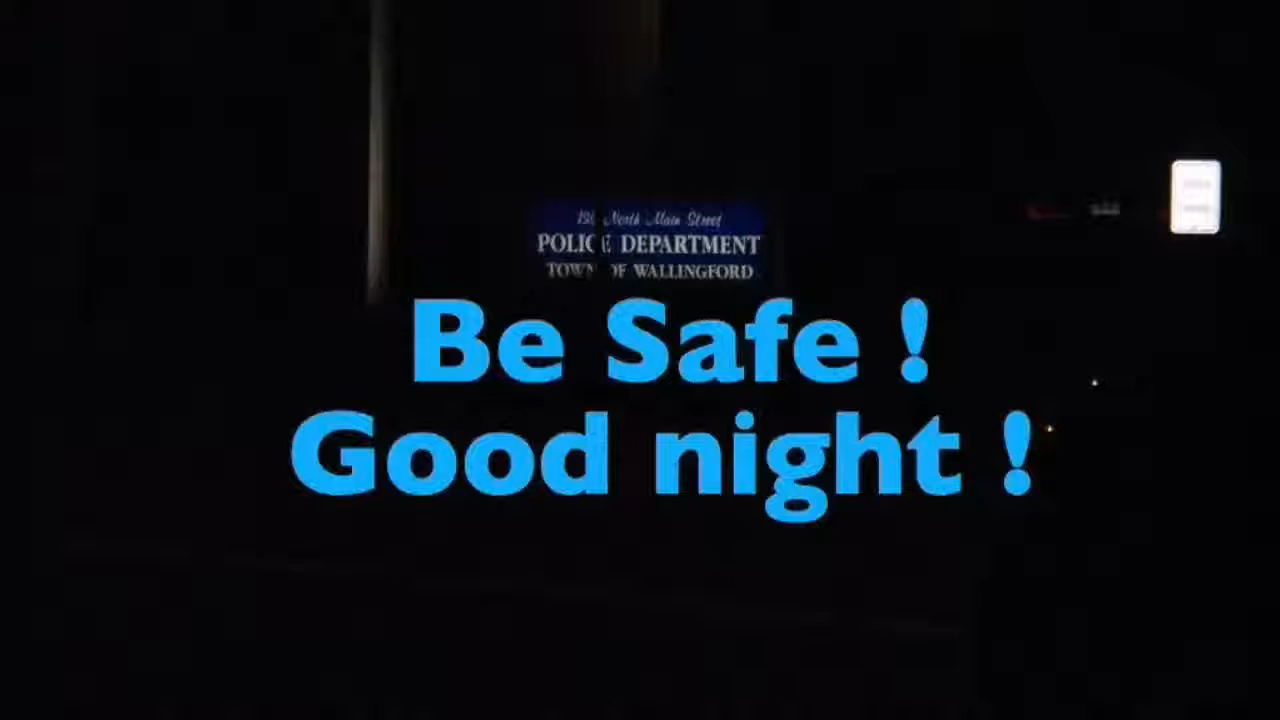 North Main Street
POLICE DEPARTMENT
TOWN OF WALLINGFORD
Be Safe !
Good night !